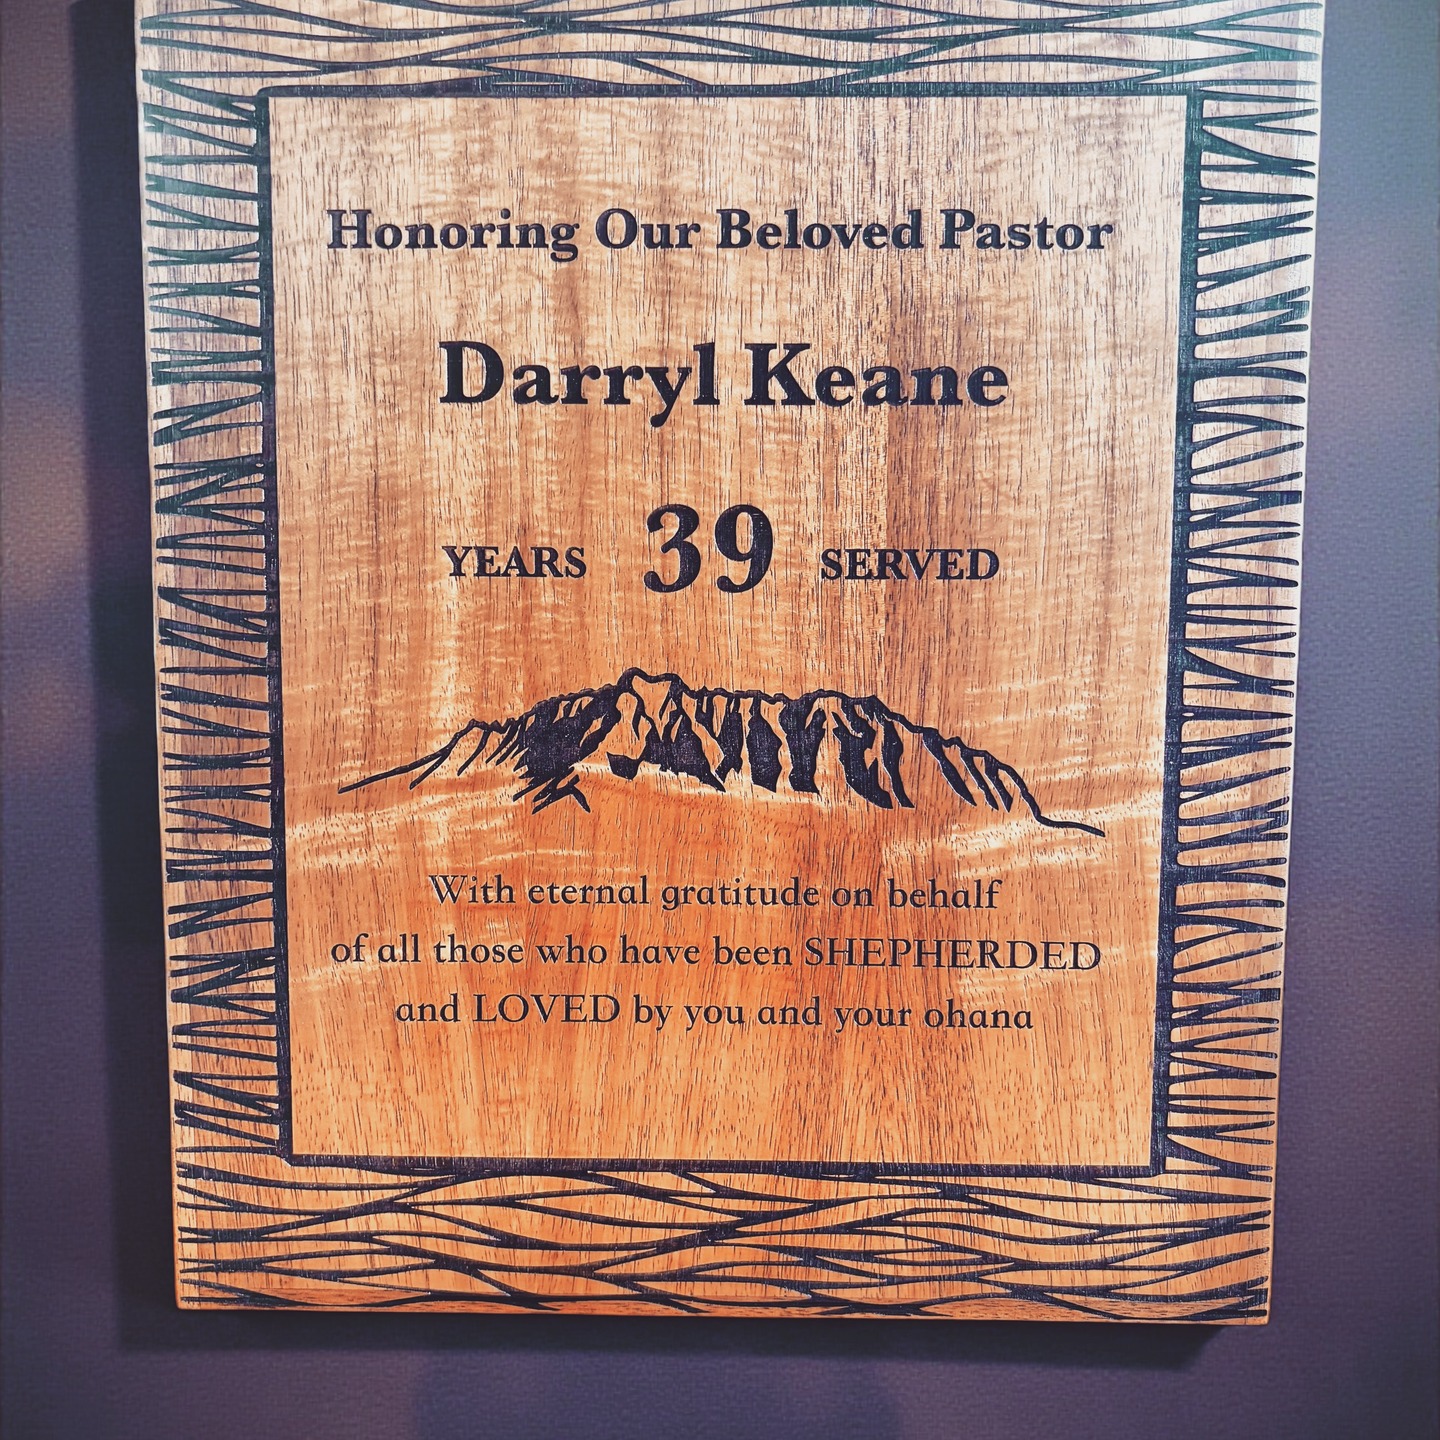 Honoring Our Beloved Pastor
Darryl Keane
YEARS 39 SERVED
With eternal gratitude on behalf
of all those who have been SHEPHERDED
and LOVED by you and your ohana